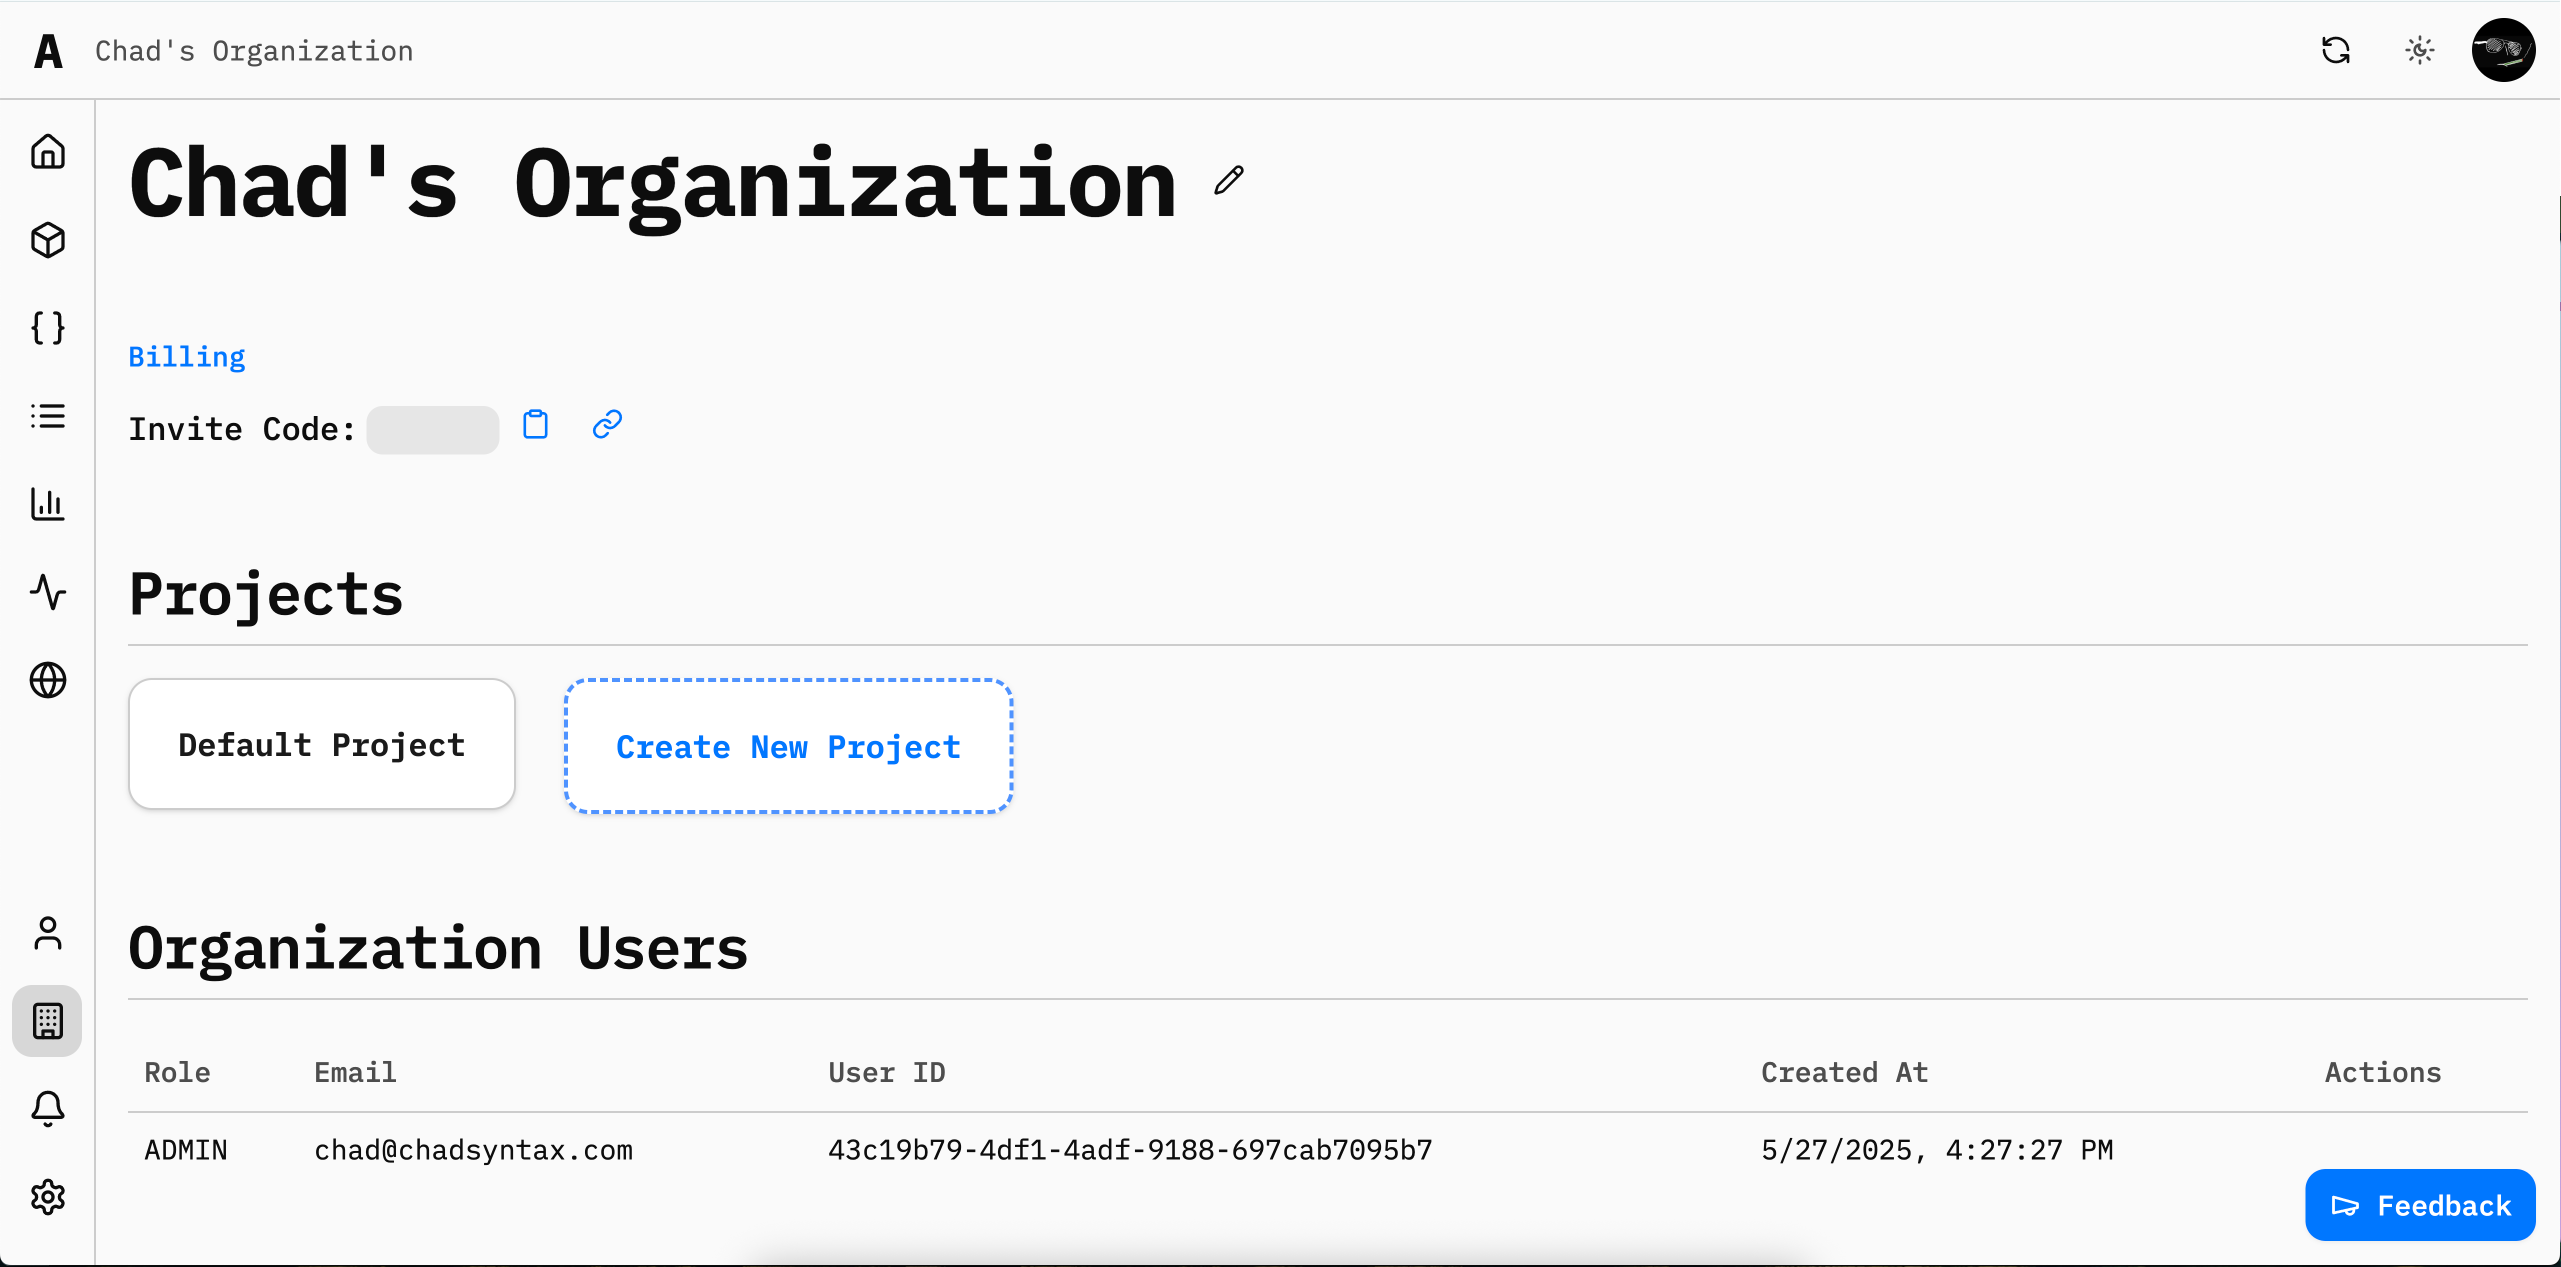 A Chad's Organization
Chad's Organization
Billing
Invite Code:
Projects
Default Project
Create New Project
Organization Users
Role Email User ID Created At Actions
ADMIN chad@chadsyntax.com 43c19b79-4df1-4adf-9188-697cab7095b7 5/27/2025, 4:27:27 PM
Feedback